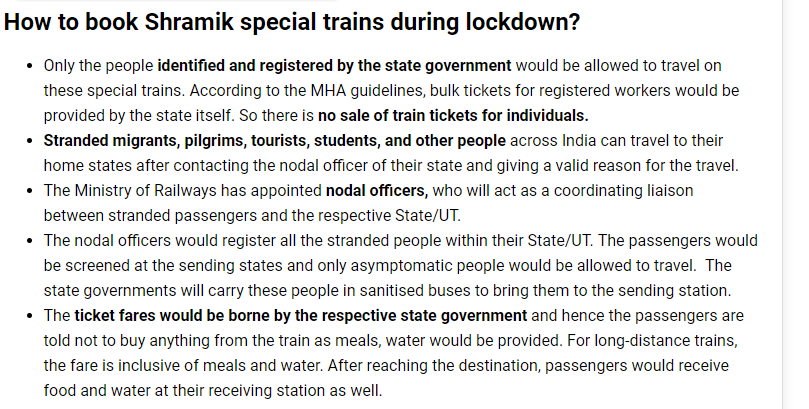 How to book Shramik special trains during lockdown?
• Only the people identified and registered by the state government would be allowed to travel on
these special trains. According to the MHA guidelines, bulk tickets for registered workers would be
provided by the state itself. So there is no sale of train tickets for individuals.
• Stranded migrants, pilgrims, tourists, students, and other people across India can travel to their
home states after contacting the nodal officer of their state and giving a valid reason for the travel.
• The Ministry of Railways has appointed nodal officers, who will act as a coordinating liaison
between stranded passengers and the respective State/UT.
• The nodal officers would register all the stranded people within their State/UT. The passengers would
be screened at the sending states and only asymptomatic people would be allowed to travel.  The
state governments will carry these people in sanitised buses to bring them to the sending station.
• The ticket fares would be borne by the respective state government and hence the passengers are
told not to buy anything from the train as meals, water would be provided. For long-distance trains,
the fare is inclusive of meals and water. After reaching the destination, passengers would receive
food and water at their receiving station as well.